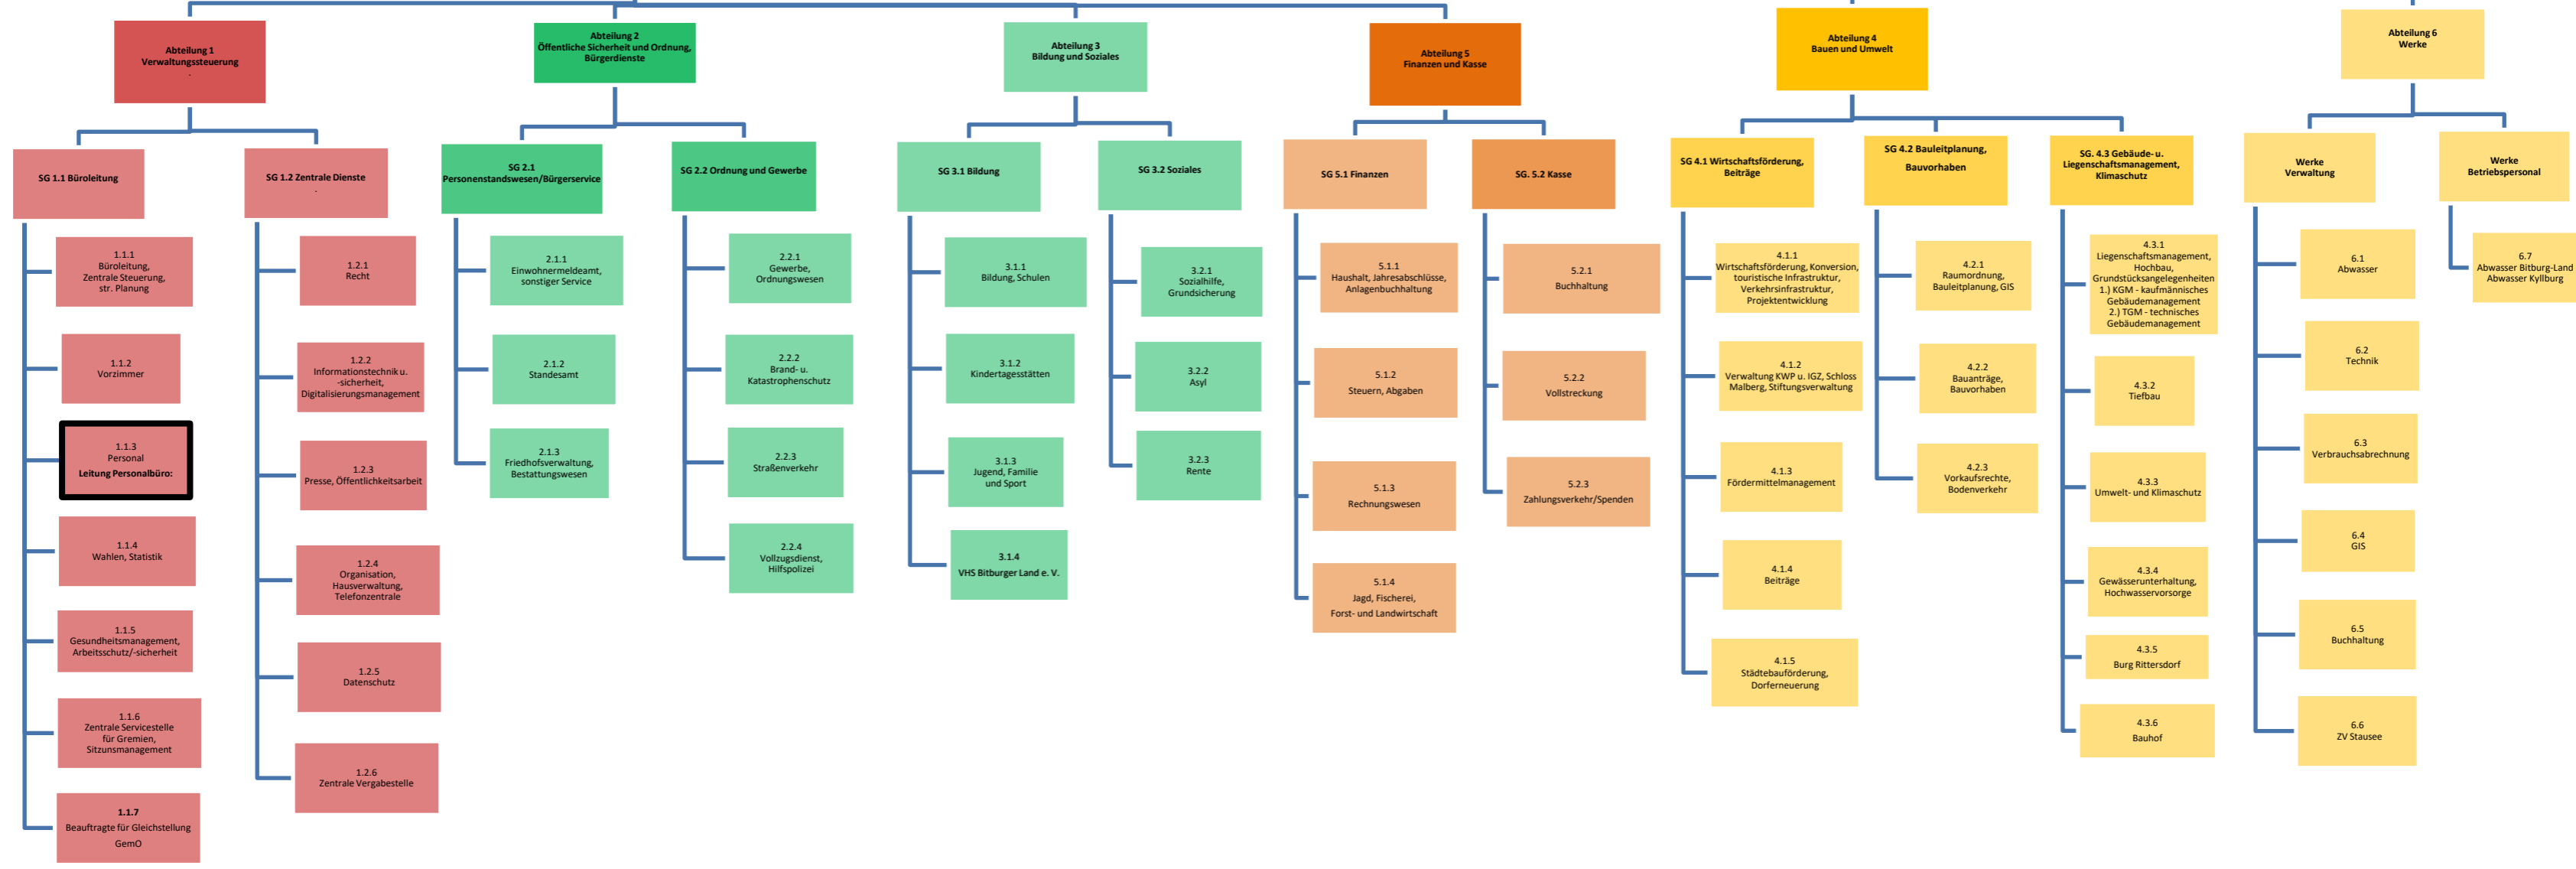 Abteilung 1
Verwaltungssteuerung
.
SG 1.1 Büroleitung
1.1.1
Büroleitung,
Zentrale Steuerung,
str. Planung
1.1.2
Vorzimmer
1.1.3
Personal
Leitung Personalbüro:
1.1.4
Wahlen, Statistik
1.1.5
Gesundheitsmanagement,
Arbeitsschutz/-sicherheit
1.1.6
Zentrale Servicestelle
für Gremien,
Sitzunsmanagement
1.1.7
Beauftragte für Gleichstellung
GemO
SG 1.2 Zentrale Dienste
.
1.2.1
Recht
1.2.2
Informationstechnik u.
-sicherheit,
Digitalisierungsmanagement
1.2.3
Presse, Öffentlichkeitsarbeit
1.2.4
Organisation,
Hausverwaltung,
Telefonzentrale
1.2.5
Datenschutz
1.2.6
Zentrale Vergabestelle
Abteilung 2
Öffentliche Sicherheit und Ordnung,
Bürgerdienste
SG 2.1
Personenstandswesen/Bürgerservice
2.1.1
Einwohnermeldeamt,
sonstiger Service
2.1.2
Standesamt
2.1.3
Friedhofsverwaltung,
Bestattungswesen
SG 2.2 Ordnung und Gewerbe
2.2.1
Gewerbe,
Ordnungswesen
2.2.2
Brand- u.
Katastrophenschutz
2.2.3
Straßenverkehr
2.2.4
Vollzugsdienst,
Hilfspolizei
Abteilung 3
Bildung und Soziales
SG 3.1 Bildung
3.1.1
Bildung, Schulen
3.1.2
Kindertagesstätten
3.1.3
Jugend, Familie
und Sport
3.1.4
VHS Bitburger Land e. V.
SG 3.2 Soziales
3.2.1
Sozialhilfe,
Grundsicherung
3.2.2
Asyl
3.2.3
Rente
Abteilung 5
Finanzen und Kasse
SG 5.1 Finanzen
5.1.1
Haushalt, Jahresabschlüsse,
Anlagenbuchhaltung
5.1.2
Steuern, Abgaben
5.1.3
Rechnungswesen
5.1.4
Jagd, Fischerei,
Forst- und Landwirtschaft
SG. 5.2 Kasse
5.2.1
Buchhaltung
5.2.2
Vollstreckung
5.2.3
Zahlungsverkehr/Spenden
Abteilung 4
Bauen und Umwelt
SG 4.1 Wirtschaftsförderung,
Beiträge
4.1.1
Wirtschaftsförderung, Konversion,
touristische Infrastruktur,
Verkehrsinfrastruktur,
Projektentwicklung
4.1.2
Verwaltung KWP u. IGZ, Schloss
Malberg, Stiftungsverwaltung
4.1.3
Fördermittelmanagement
4.1.4
Beiträge
4.1.5
Städtebauförderung,
Dorferneuerung
SG 4.2 Bauleitplanung,
Bauvorhaben
4.2.1
Raumordnung,
Bauleitplanung, GIS
4.2.2
Bauanträge,
Bauvorhaben
4.2.3
Vorkaufsrechte,
Bodenverkehr
SG. 4.3 Gebäude- u.
Liegenschaftsmanagement,
Klimaschutz
4.3.1
Liegenschaftsmanagement,
Hochbau,
Grundstücksangelegenheiten
1.) KGM - kaufmännisches
Gebäudemanagement
2.) TGM - technisches
Gebäudemanagement
4.3.2
Tiefbau
4.3.3
Umwelt- und Klimaschutz
4.3.4
Gewässerunterhaltung,
Hochwasservorsorge
4.3.5
Burg Rittersdorf
4.3.6
Bauhof
Abteilung 6
Werke
Werke
Verwaltung
6.1
Abwasser
6.2
Technik
6.3
Verbrauchsabrechnung
6.4
GIS
6.5
Buchhaltung
6.6
ZV Stausee
Werke
Betriebspersonal
6.7
Abwasser Bitburg-Land
Abwasser Kyllburg